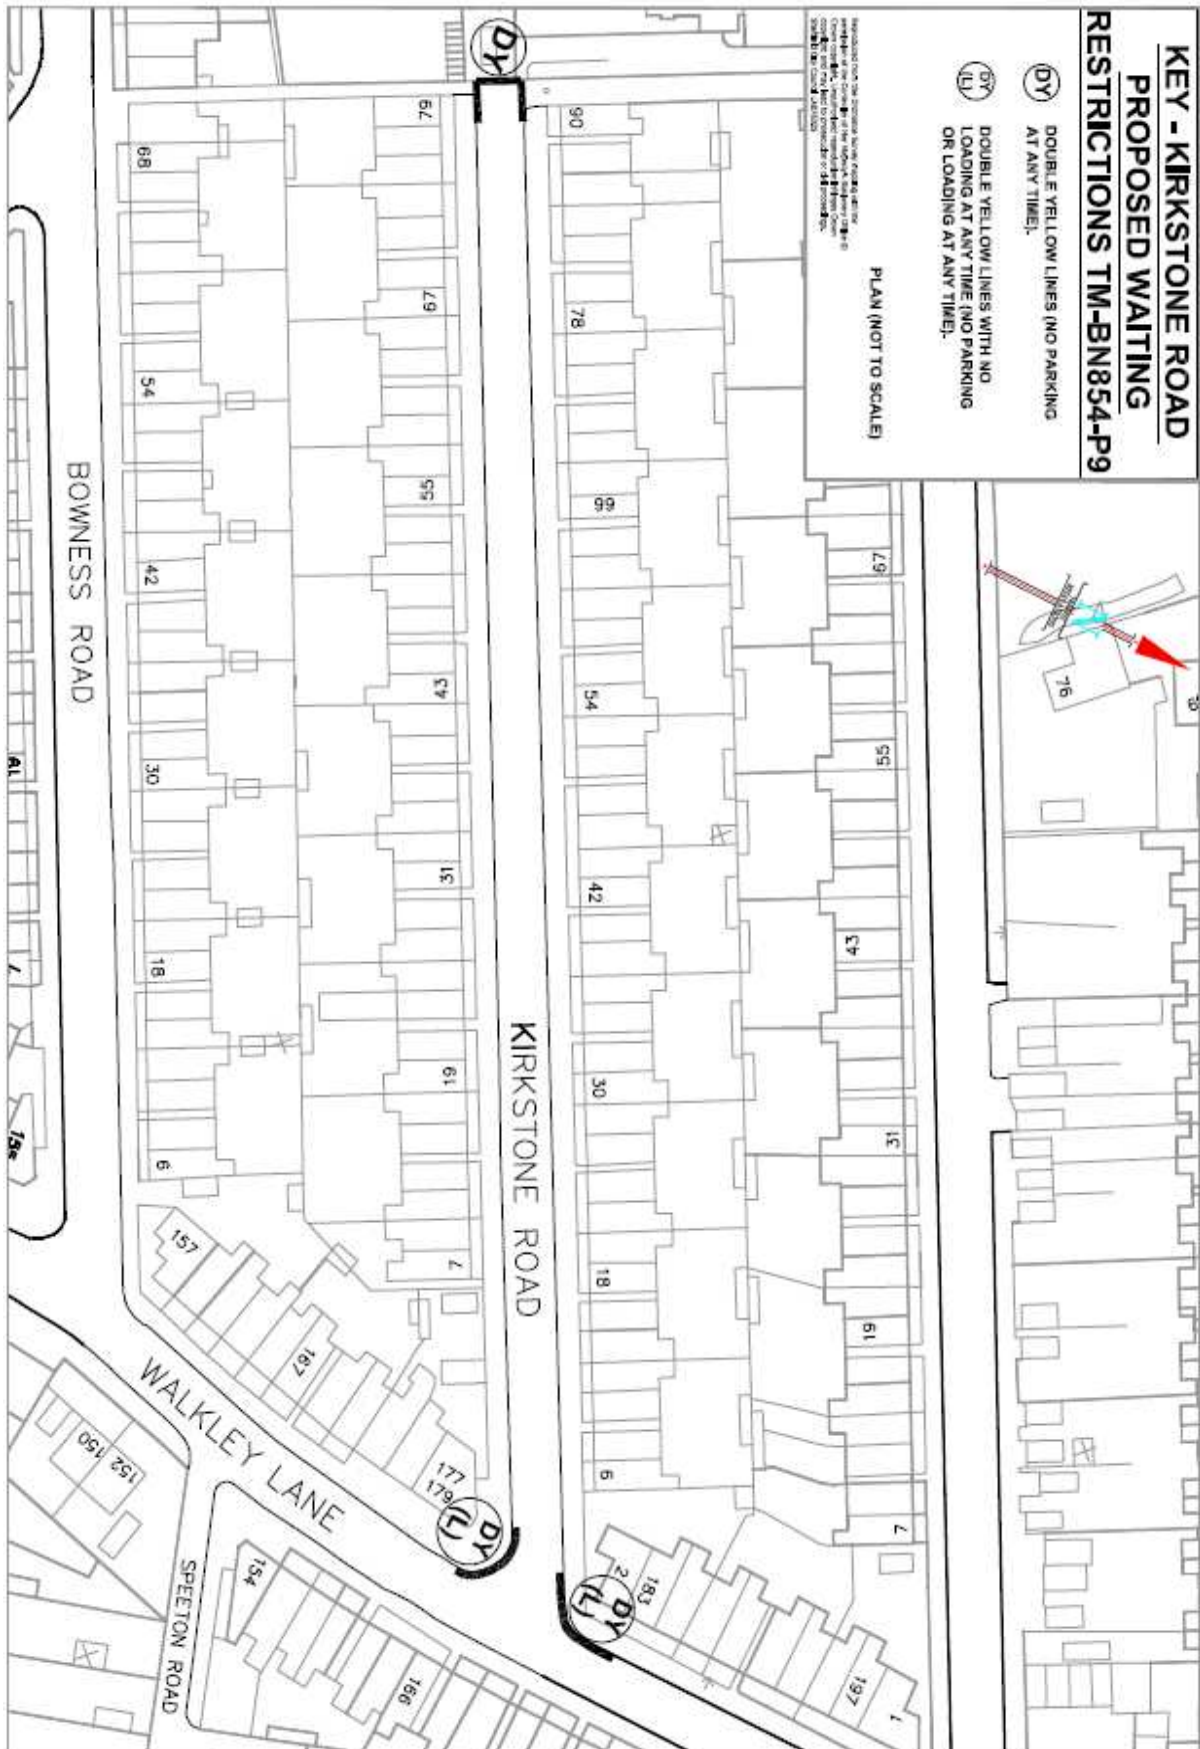 KEY - KIRKSTONE ROAD
PROPOSED WAITING
RESTRICTIONS TM-BN854-P9
DY
DOUBLE YELLOW LINES (NO PARKING
AT ANY TIME).
DY
(L)
DOUBLE YELLOW LINES WITH NO
LOADING AT ANY TIME (NO PARKING
OR LOADING AT ANY TIME).
PLAN (NOT TO SCALE)
DY
79
67
55
43
31
19
7
90
78
66
54
42
30
18
6
68
54
42
30
18
6
67
55
43
31
19
7
76
BOWNESS ROAD
KIRKSTONE ROAD
WALKLEY LANE
SPEETON ROAD
157
167
177
179
DY
(L)
DY
(L)
2
183
197
1
150
152
154
166